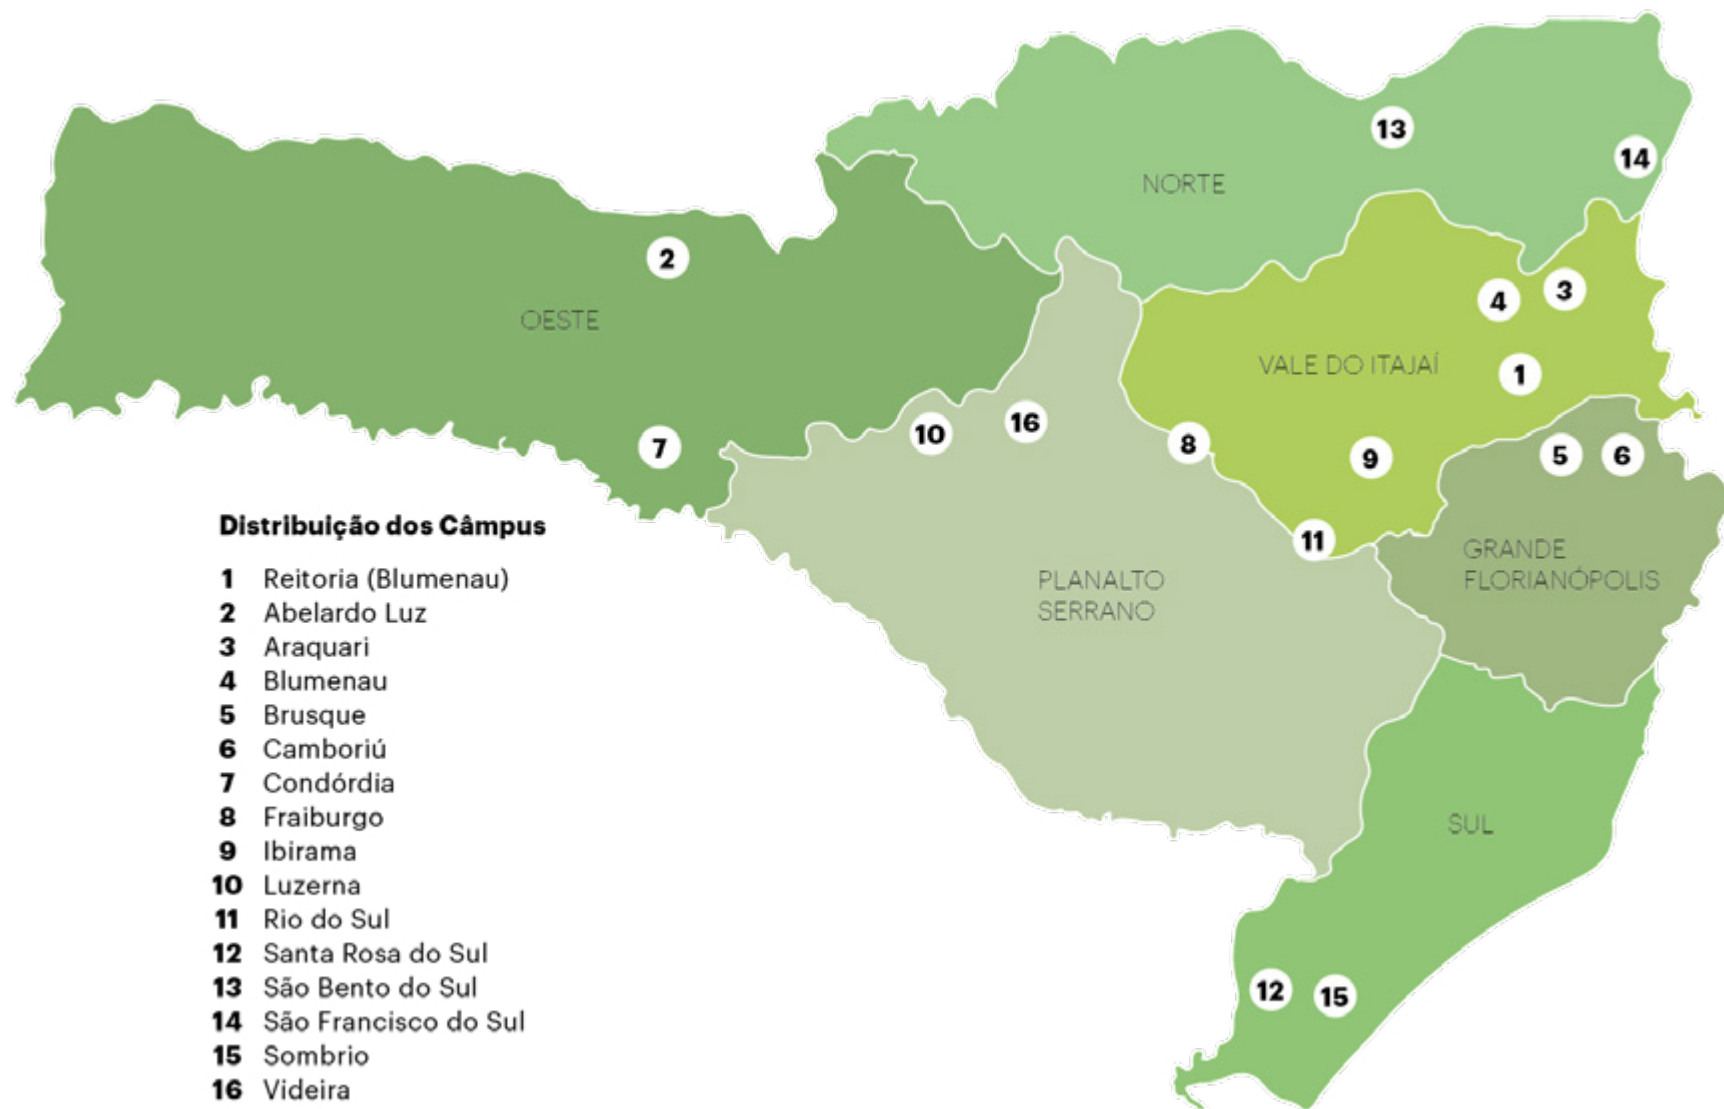 13
14
NORTE
2
OESTE
4
3
VALE DO ITAJAÍ
1
10
16
8
7
9
5
6
11
GRANDE
FLORIANÓPOLIS
PLANALTO
SERRANO
SUL
12
15
Distribuição dos Câmpus
1 Reitoria (Blumenau)
2 Abelardo Luz
3 Araquari
4 Blumenau
5 Brusque
6 Camboriú
7 Condórdia
8 Fraiburgo
9 Ibirama
10 Luzerna
11 Rio do Sul
12 Santa Rosa do Sul
13 São Bento do Sul
14 São Francisco do Sul
15 Sombrio
16 Videira